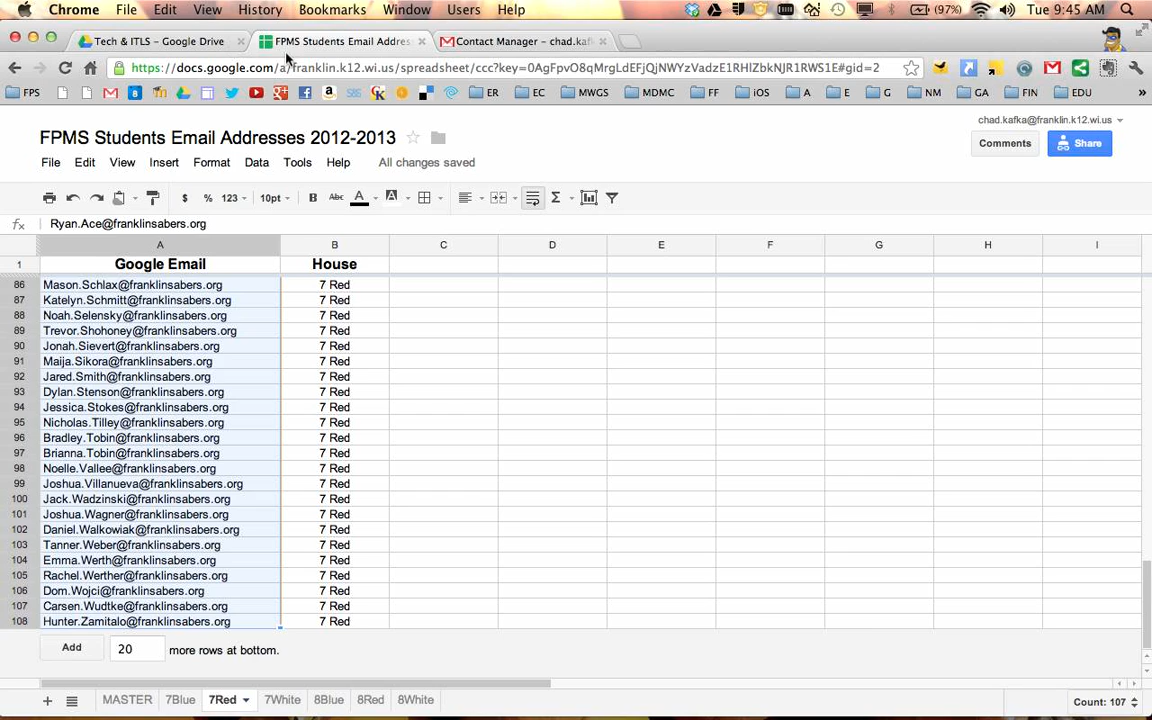 Chrome File Edit View History Bookmarks Window Users Help (97%) Tue 9:45 AM
Tech & ITLS – Google Drive FPMS Students Email Addres Contact Manager – chad.kaf
https://docs.google.com/a/franklin.k12.wi.us/spreadsheet/ccc?key=0AgFpvO8qMrgLdEFjQjNWYzVadzE1RHlZbkNJR1RWS1E#gid=2
FPS ER EC MWGS MDMC FF iOS A E G NM GA FIN EDU »
chad.kafka@franklin.k12.wi.us
FPMS Students Email Addresses 2012-2013
Comments Share
File Edit View Insert Format Data Tools Help All changes saved
$ % 123 10pt B Abc A A Σ
fx Ryan.Ace@franklinsabers.org
A B C D E F G H I
1 Google Email House
86 Mason.Schlax@franklinsabers.org 7 Red
87 Katelyn.Schmitt@franklinsabers.org 7 Red
88 Noah.Selensky@franklinsabers.org 7 Red
89 Trevor.Shohoney@franklinsabers.org 7 Red
90 Jonah.Sievert@franklinsabers.org 7 Red
91 Maija.Sikora@franklinsabers.org 7 Red
92 Jared.Smith@franklinsabers.org 7 Red
93 Dylan.Stenson@franklinsabers.org 7 Red
94 Jessica.Stokes@franklinsabers.org 7 Red
95 Nicholas.Tilley@franklinsabers.org 7 Red
96 Bradley.Tobin@franklinsabers.org 7 Red
97 Brianna.Tobin@franklinsabers.org 7 Red
98 Noelle.Vallee@franklinsabers.org 7 Red
99 Joshua.Villanueva@franklinsabers.org 7 Red
100 Jack.Wadzinski@franklinsabers.org 7 Red
101 Joshua.Wagner@franklinsabers.org 7 Red
102 Daniel.Walkowiak@franklinsabers.org 7 Red
103 Tanner.Weber@franklinsabers.org 7 Red
104 Emma.Werth@franklinsabers.org 7 Red
105 Rachel.Werther@franklinsabers.org 7 Red
106 Dom.Wojci@franklinsabers.org 7 Red
107 Carsen.Wudtke@franklinsabers.org 7 Red
108 Hunter.Zamitalo@franklinsabers.org 7 Red
Add 20 more rows at bottom.
+ MASTER 7Blue 7Red 7White 8Blue 8Red 8White Count: 107